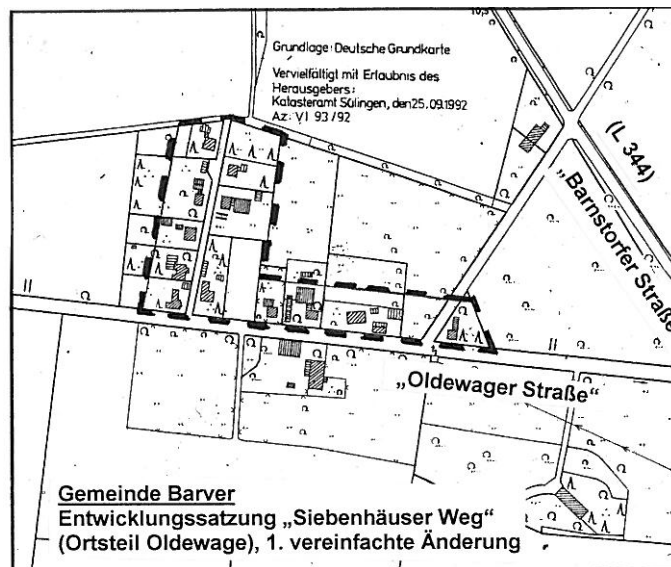 Grundlage: Deutsche Grundkarte
Vervielfältigt mit Erlaubnis des
Herausgebers:
Katasteramt Sulingen, den 25.09.1992
Az: VI 93/92
(L 344)
„Barnstorfer Straße“
„Oldewager Straße“
Gemeinde Barver
Entwicklungssatzung „Siebenhäuser Weg“
(Ortsteil Oldewage), 1. vereinfachte Änderung